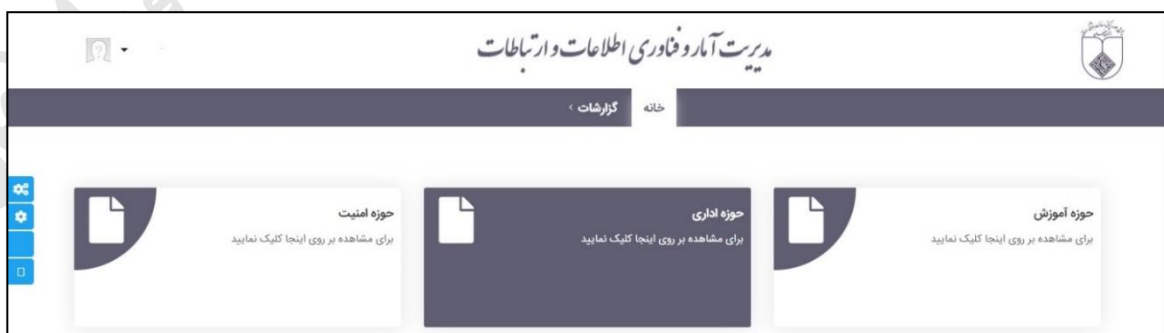 مدیریت آمار و فناوری اطلاعات و ارتباطات
خانه
گزارشات ›
حوزه آموزش
برای مشاهده بر روی اینجا کلیک نمایید
حوزه اداری
برای مشاهده بر روی اینجا کلیک نمایید
حوزه امنیت
برای مشاهده بر روی اینجا کلیک نمایید